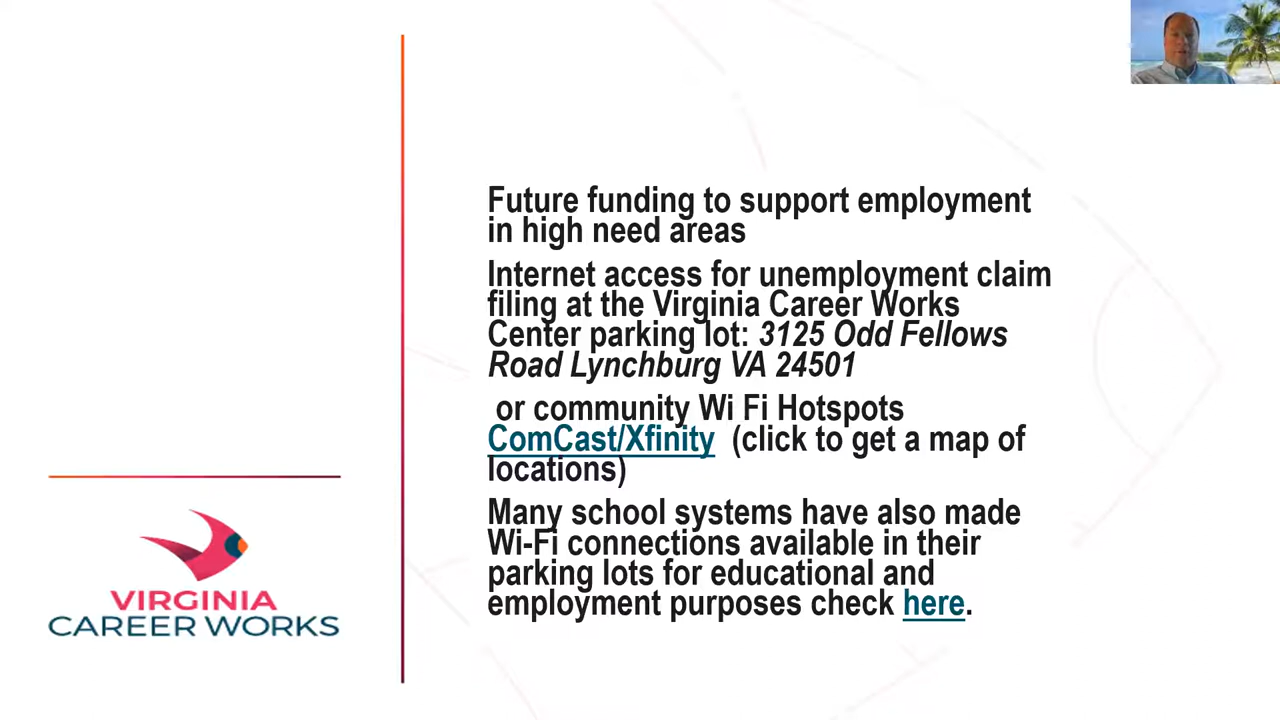 Future funding to support employment
in high need areas
Internet access for unemployment claim
filing at the Virginia Career Works
Center parking lot: 3125 Odd Fellows
Road Lynchburg VA 24501
or community Wi Fi Hotspots
ComCast/Xfinity (click to get a map of
locations)
Many school systems have also made
Wi-Fi connections available in their
parking lots for educational and
employment purposes check here.
VIRGINIA
CAREER WORKS